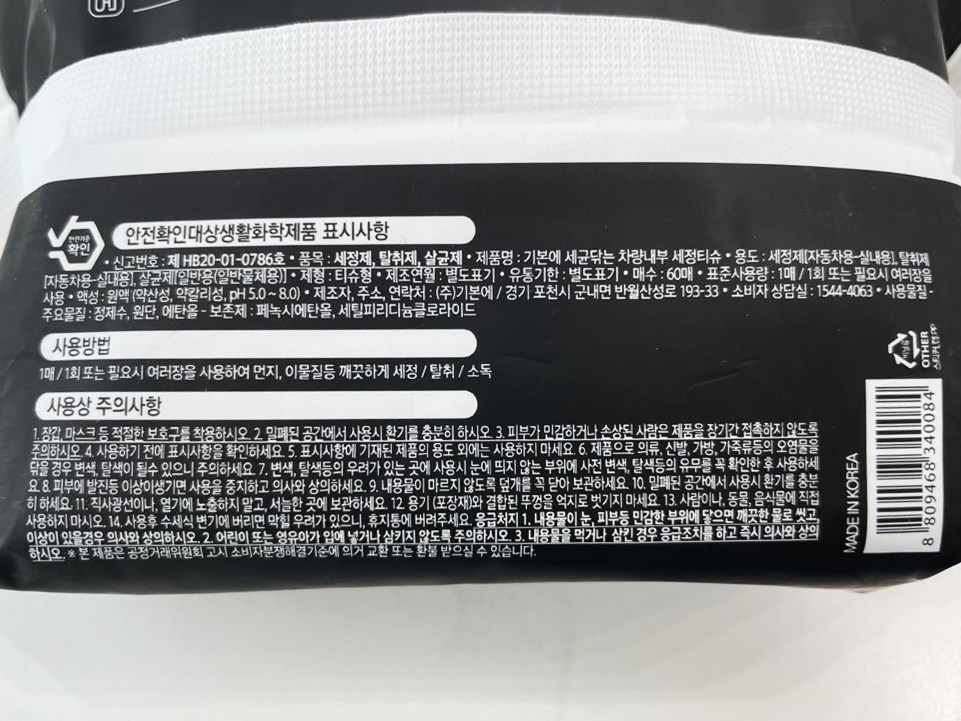 안전기준
확인
안전확인대상생활화학제품 표시사항
• 신고번호 : 제 HB20-01-0786호 • 품목 : 세정제, 탈취제, 살균제 • 제품명 : 기본에 세균닦는 차량내부 세정티슈 • 용도 : 세정제[자동차용-실내용], 탈취제
[자동차용-실내용], 살균제[일반용(일반물체용)] • 제형 : 티슈형 • 제조연월 : 별도표기 • 유통기한 : 별도표기 • 매수 : 60매 • 표준사용량 : 1매 / 1회 또는 필요시 여러장을
사용 • 액성 : 원액 (약산성, 약알리성, pH 5.0 ~ 8.0) • 제조자, 주소, 연락처 : (주)기본에 / 경기 포천시 군내면 반월산성로 193-33 • 소비자 상담실 : 1544-4063 • 사용물질 -
주요물질 : 정제수, 원단, 에탄올 - 보존제 : 페녹시에탄올, 세틸피리디늄클로라이드
사용방법
1매 / 1회 또는 필요시 여러장을 사용하여 먼지, 이물질등 깨끗하게 세정 / 탈취 / 소독
사용상 주의사항
1. 장갑, 마스크 등 적절한 보호구를 착용하시오. 2. 밀폐된 공간에서 사용시 환기를 충분히 하시오. 3. 피부가 민감하거나 손상된 사람은 제품을 장기간 접촉하지 않도록
주의하시오. 4. 사용하기 전에 표시사항을 확인하세요. 5. 표시사항에 기재된 제품의 용도 외에는 사용하지 마세요. 6. 제품으로 의류, 신발, 가방, 가죽류등의 오염물을
닦을 경우 변색, 탈색이 될수 있으니 주의하세요. 7. 변색, 탈색등의 우려가 있는 곳에 사용시 눈에 띄지 않는 부위에 사전 변색, 탈색등의 유무를 꼭 확인한 후 사용하세
요. 8. 피부에 발진등 이상이생기면 사용을 중지하고 의사와 상의하세요. 9. 내용물이 마르지 않도록 덮개를 꼭 닫아 보관하세요. 10. 밀폐된 공간에서 사용시 환기를 충분
히 하세요. 11. 직사광선이나, 열기에 노출하지 말고, 서늘한 곳에 보관하세요. 12. 용기 (포장재)와 결합된 뚜껑을 억지로 벗기지 마세요. 13. 사람이나, 동물, 음식물에 직접
사용하지 마시오. 14. 사용후 수세식 변기에 버리면 막힐 우려가 있으니, 휴지통에 버려주세요. 응급처치 1. 내용물이 눈, 피부등 민감한 부위에 닿으면 깨끗한 물로 씻고
이상이 있을경우 의사와 상의하시오. 2. 어린이 또는 영유아가 입에 넣거나 삼키지 않도록 주의하시오. 3. 내용물을 먹거나 삼킨 경우 응급조치를 하고 즉시 의사와 상의
하시오. ※ 본 제품은 공정거래위원회 고시 소비자분쟁해결기준에 의거 교환 또는 환불 받으실 수 있습니다.
OTHER
MADE IN KOREA
8 809468 340084